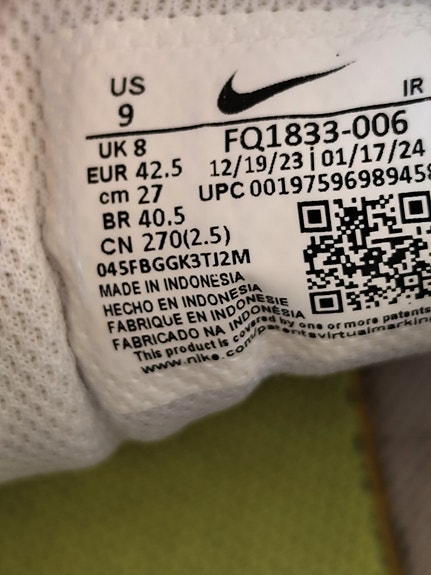 US
9
IR
UK 8
FQ1833-006
EUR 42.5
12/19/23 | 01/17/24
cm 27
UPC 00197596989458
BR 40.5
CN 270(2.5)
045FBGGK3TJ2M
MADE IN INDONESIA
HECHO EN INDONESIA
FABRIQUE EN INDONESIE
FABRICADO NA INDONÉSIA
This product is covered by one or more patents
www.nike.com/patentsvirtualmarking